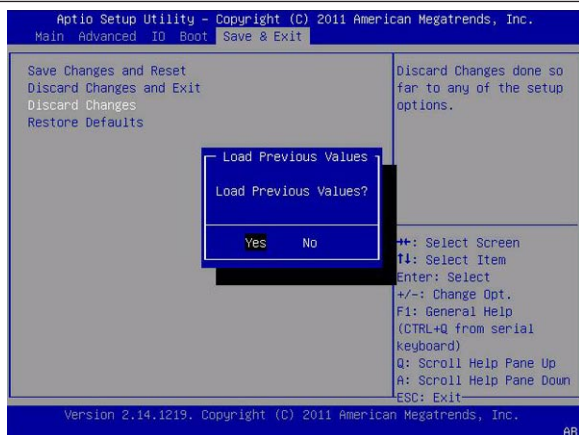 Aptio Setup Utility – Copyright (C) 2011 American Megatrends, Inc.
Main Advanced IO Boot Save & Exit
Save Changes and Reset
Discard Changes and Exit
Discard Changes
Restore Defaults
Discard Changes done so
far to any of the setup
options.
Load Previous Values
Load Previous Values?
Yes No
→←: Select Screen
↑↓: Select Item
Enter: Select
+/-: Change Opt.
F1: General Help
(CTRL+Q from serial
keyboard)
Q: Scroll Help Pane Up
A: Scroll Help Pane Down
ESC: Exit
Version 2.14.1219. Copyright (C) 2011 American Megatrends, Inc.
AB